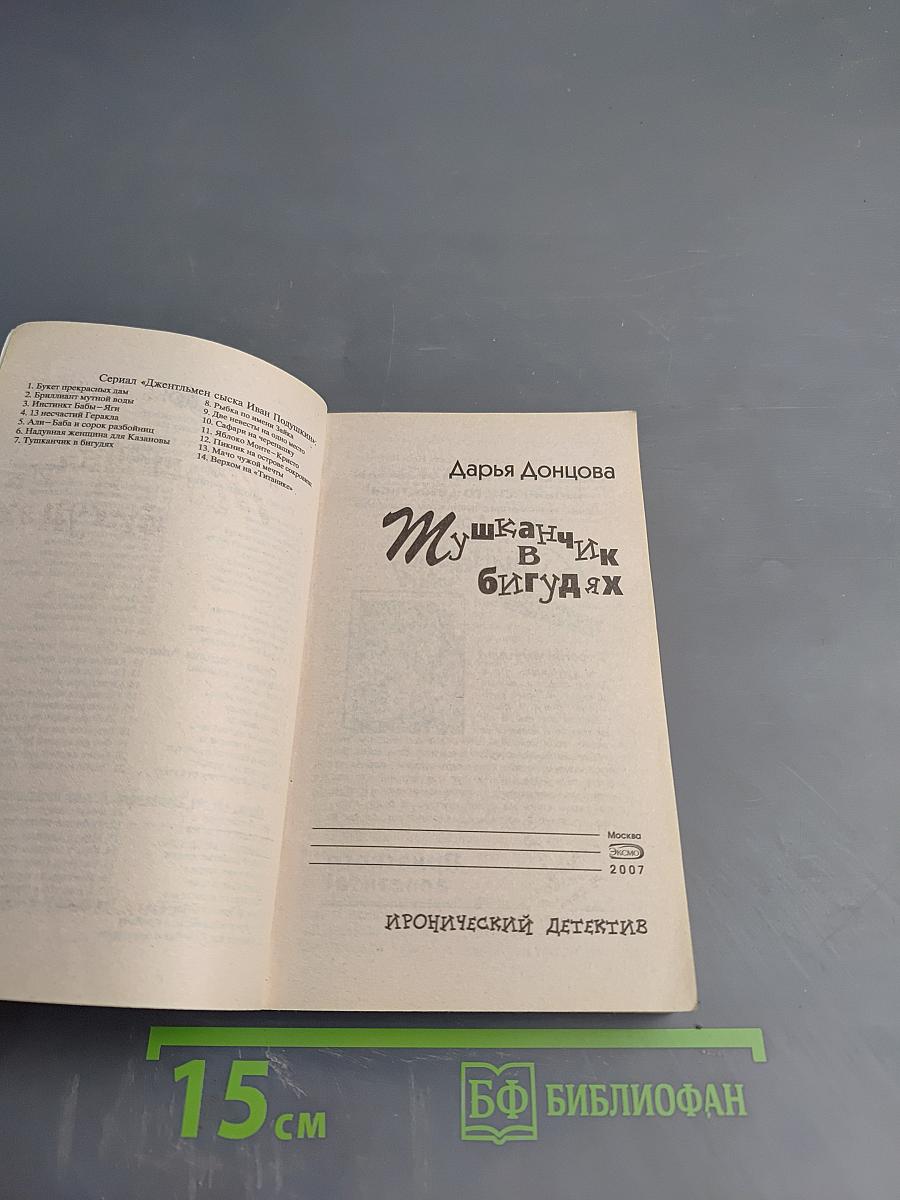 Сериал «Джентльмен сыска Иван Подушкин»
1. Букет прекрасных дам
2. Бриллиант мутной воды
3. Инстинкт Бабы-Яги
4. 13 несчастий Геракла
5. Али-Баба и сорок разбойниц
6. Надувная женщина для Казановы
7. Тушканчик в бигудях
8. Рыбка по имени Зайка
9. Две невесты на одно место
10. Сафари на черепашку
11. Яблоко Монте-Кристо
12. Пикник на острове сокровищ
13. Мачо чужой мечты
14. Верхом на «Титанике»
Дарья Донцова
Тушканчик
в
бигудях
Москва
Эксмо
2007
ИРОНИЧЕСКИЙ ДЕТЕКТИВ
15 см
БФ БИБЛИОФАН